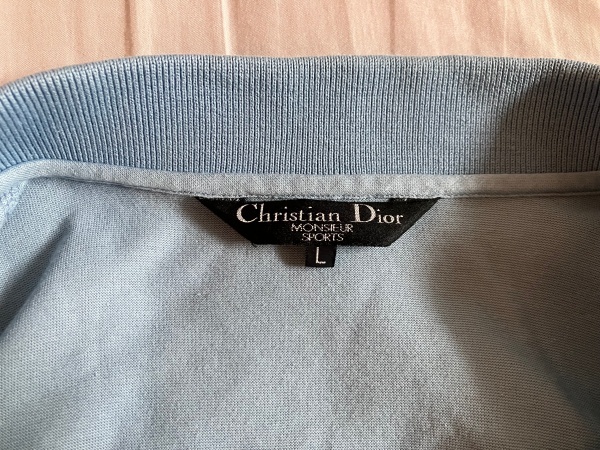 Christian Dior
MONSIEUR
SPORTS
L